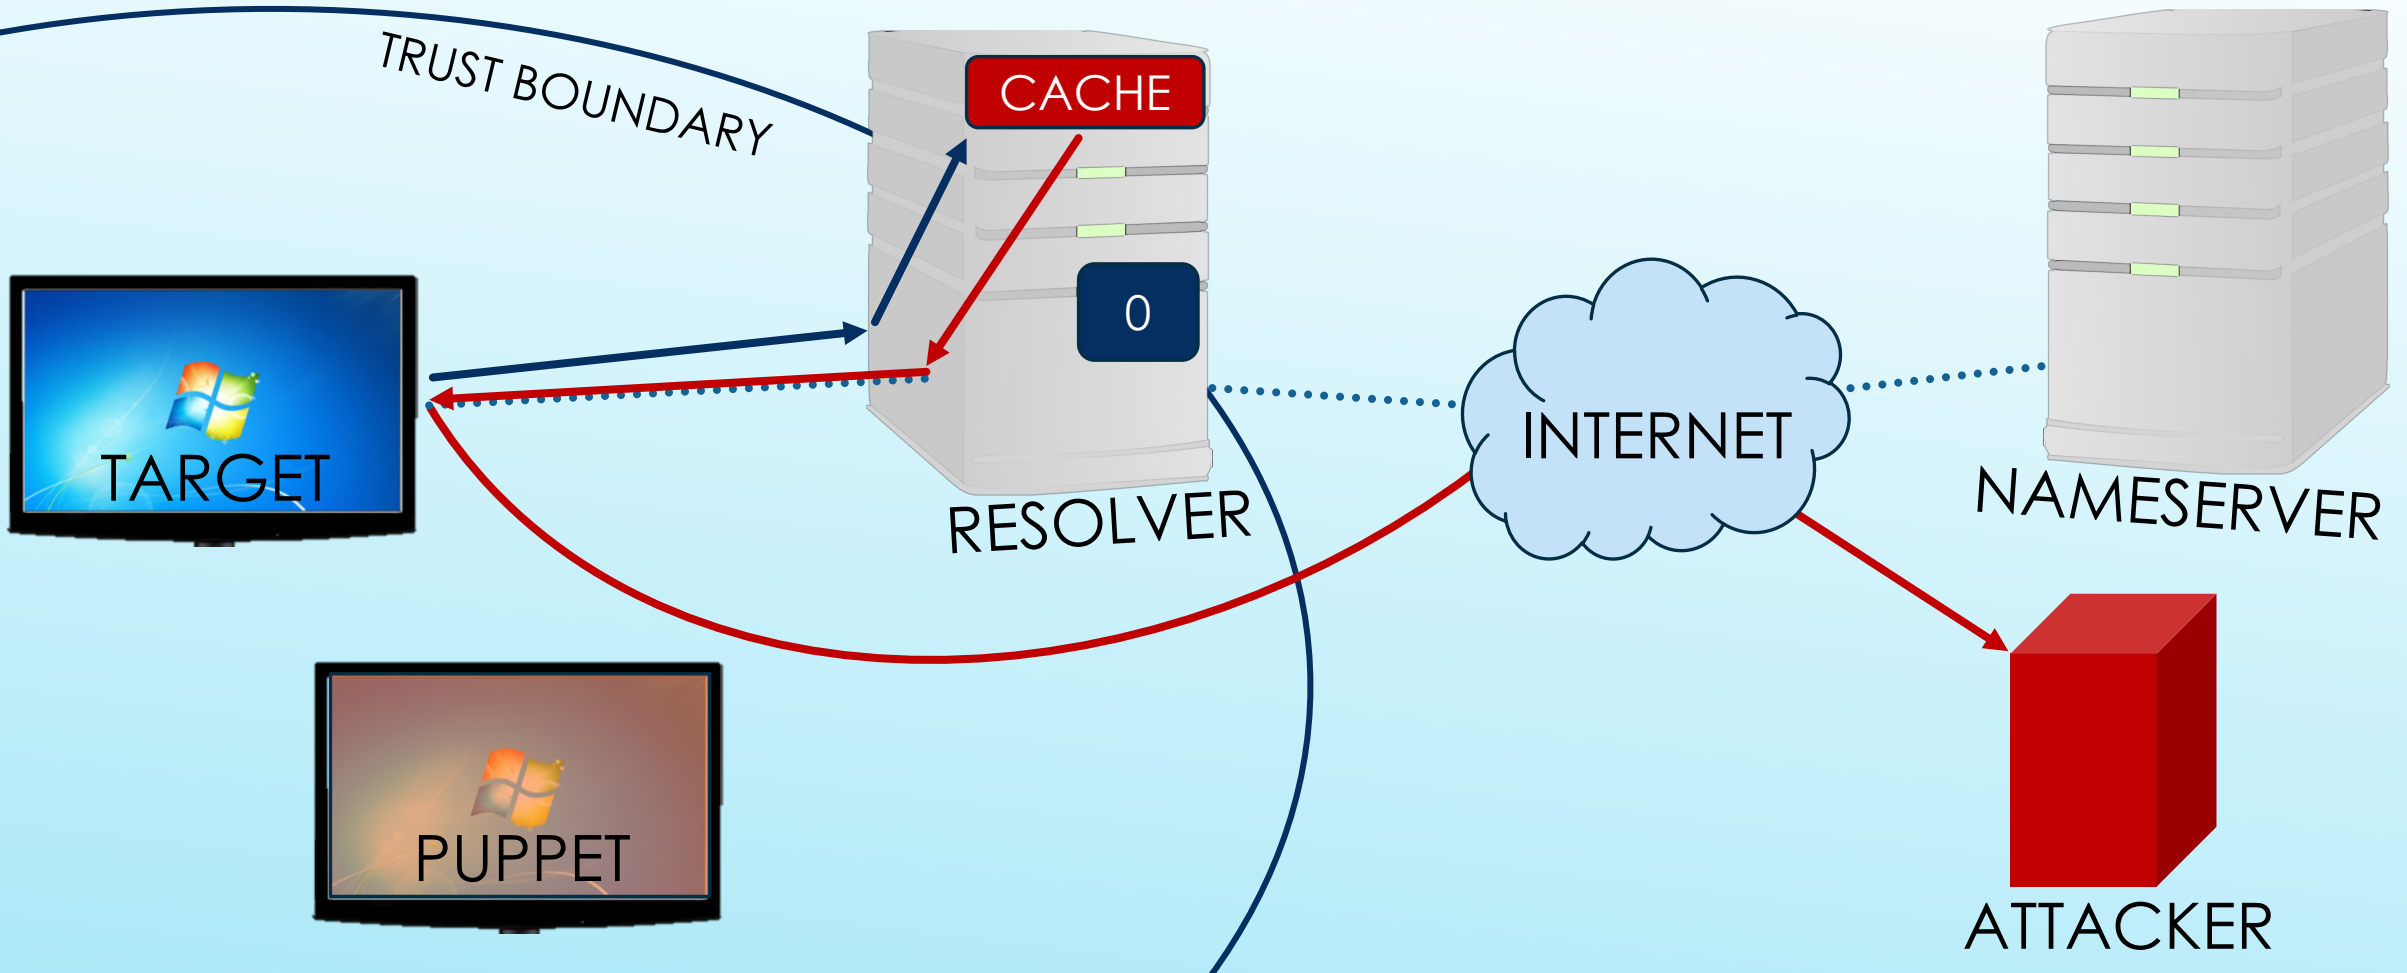 TRUST BOUNDARY
CACHE
0
TARGET
INTERNET
RESOLVER
NAMESERVER
PUPPET
ATTACKER